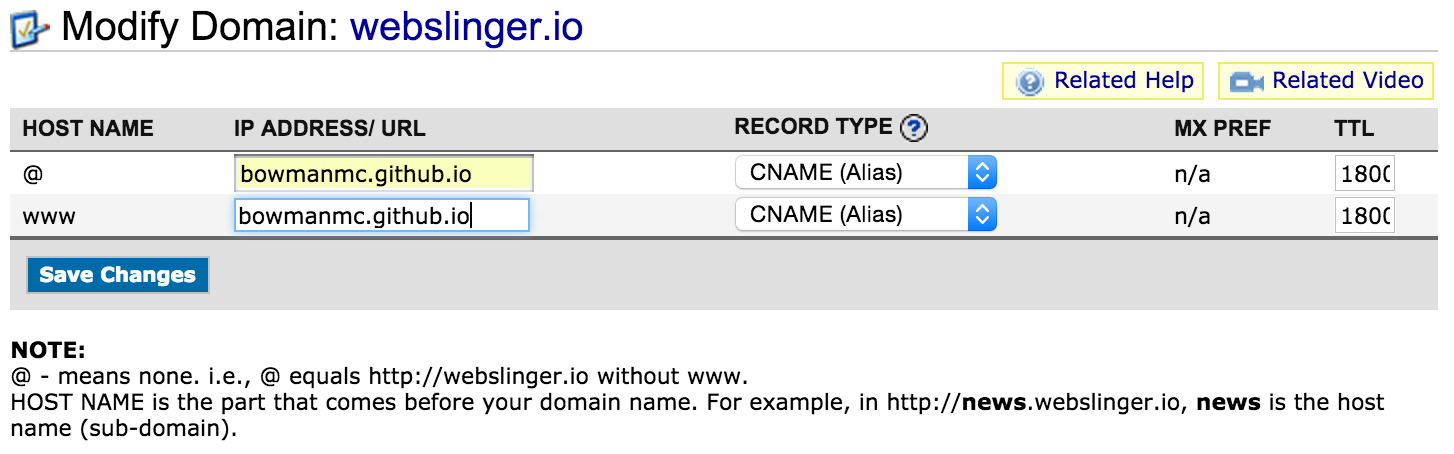 Modify Domain: webslinger.io
Related Help Related Video
HOST NAME IP ADDRESS/ URL RECORD TYPE ? MX PREF TTL
@ bowmanmc.github.io CNAME (Alias) n/a 1800
www bowmanmc.github.io CNAME (Alias) n/a 1800
Save Changes
NOTE:
@ - means none. i.e., @ equals http://webslinger.io without www.
HOST NAME is the part that comes before your domain name. For example, in http://news.webslinger.io, news is the host
name (sub-domain).